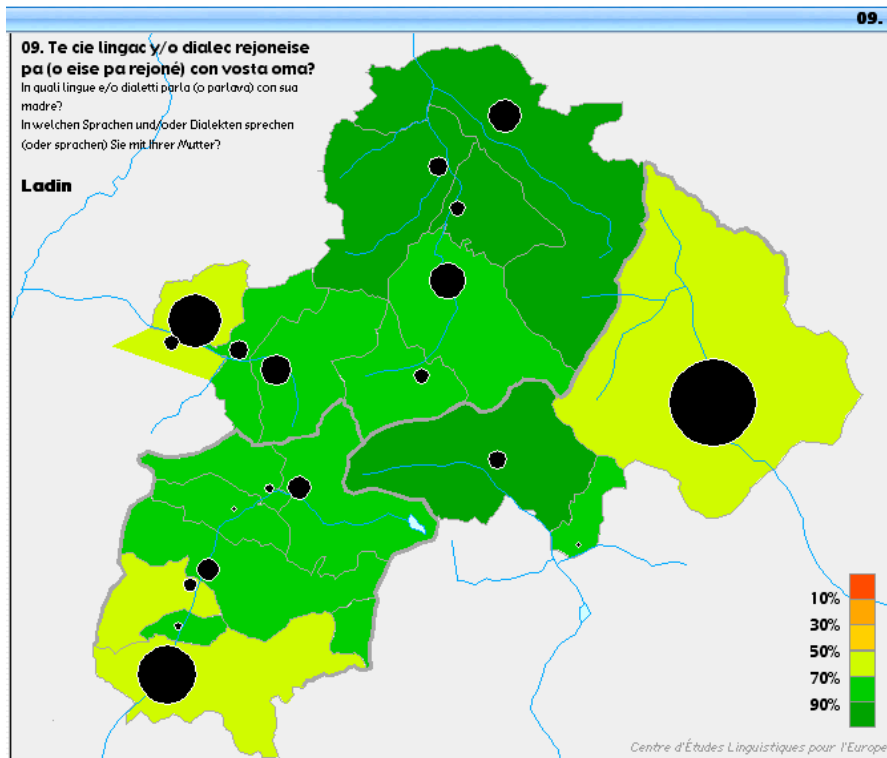 09.
09. Te cie lingac y/o dialec rejoneise
pa (o eise pa rejoné) con vosta oma?
In quali lingue e/o dialetti parla (o parlava) con sua
madre?
In welchen Sprachen und/oder Dialekten sprechen
(oder sprachen) Sie mit Ihrer Mutter?
Ladin
10%
30%
50%
70%
90%
Centre d'Études Linguistiques pour l'Europe